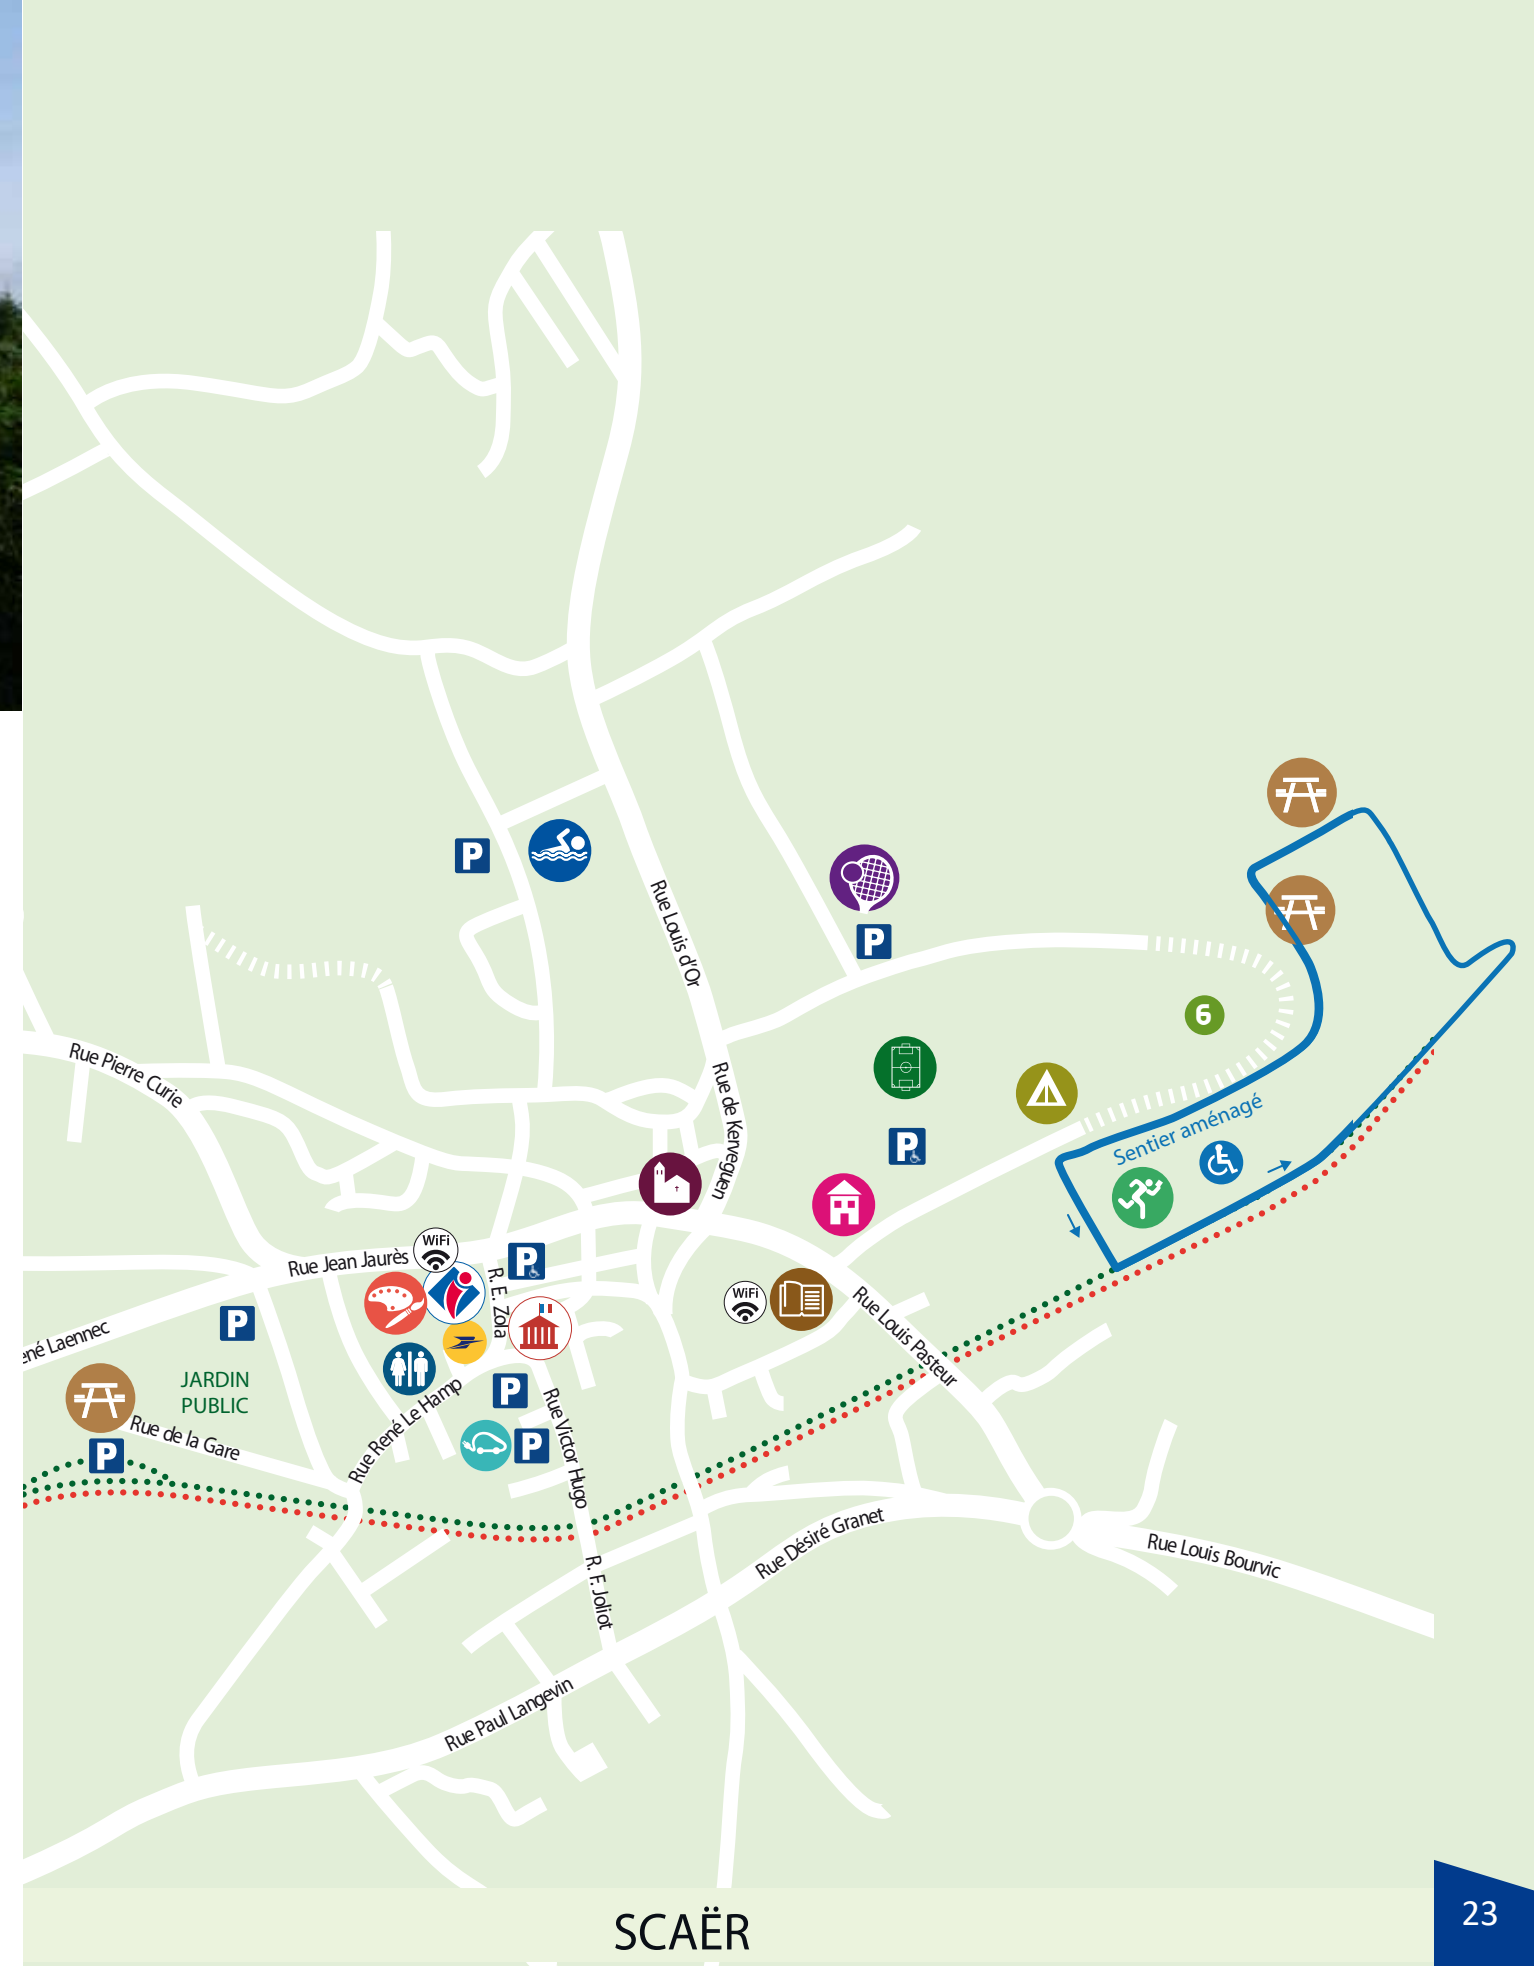 P
Rue Louis d'Or
P
6
Rue Pierre Curie
Rue de Kerveguen
Sentier aménagé
P
WiFi
Rue Jean Jaurès
P
R. E. Zola
WiFi
Rue Louis Pasteur
P
ené Laennec
JARDIN
PUBLIC
P
Rue René Le Hamp
Rue Victor Hugo
Rue de la Gare
P
P
Rue Désiré Granet
Rue Louis Bourvic
R. F. Joliot
Rue Paul Langevin
SCAËR
23